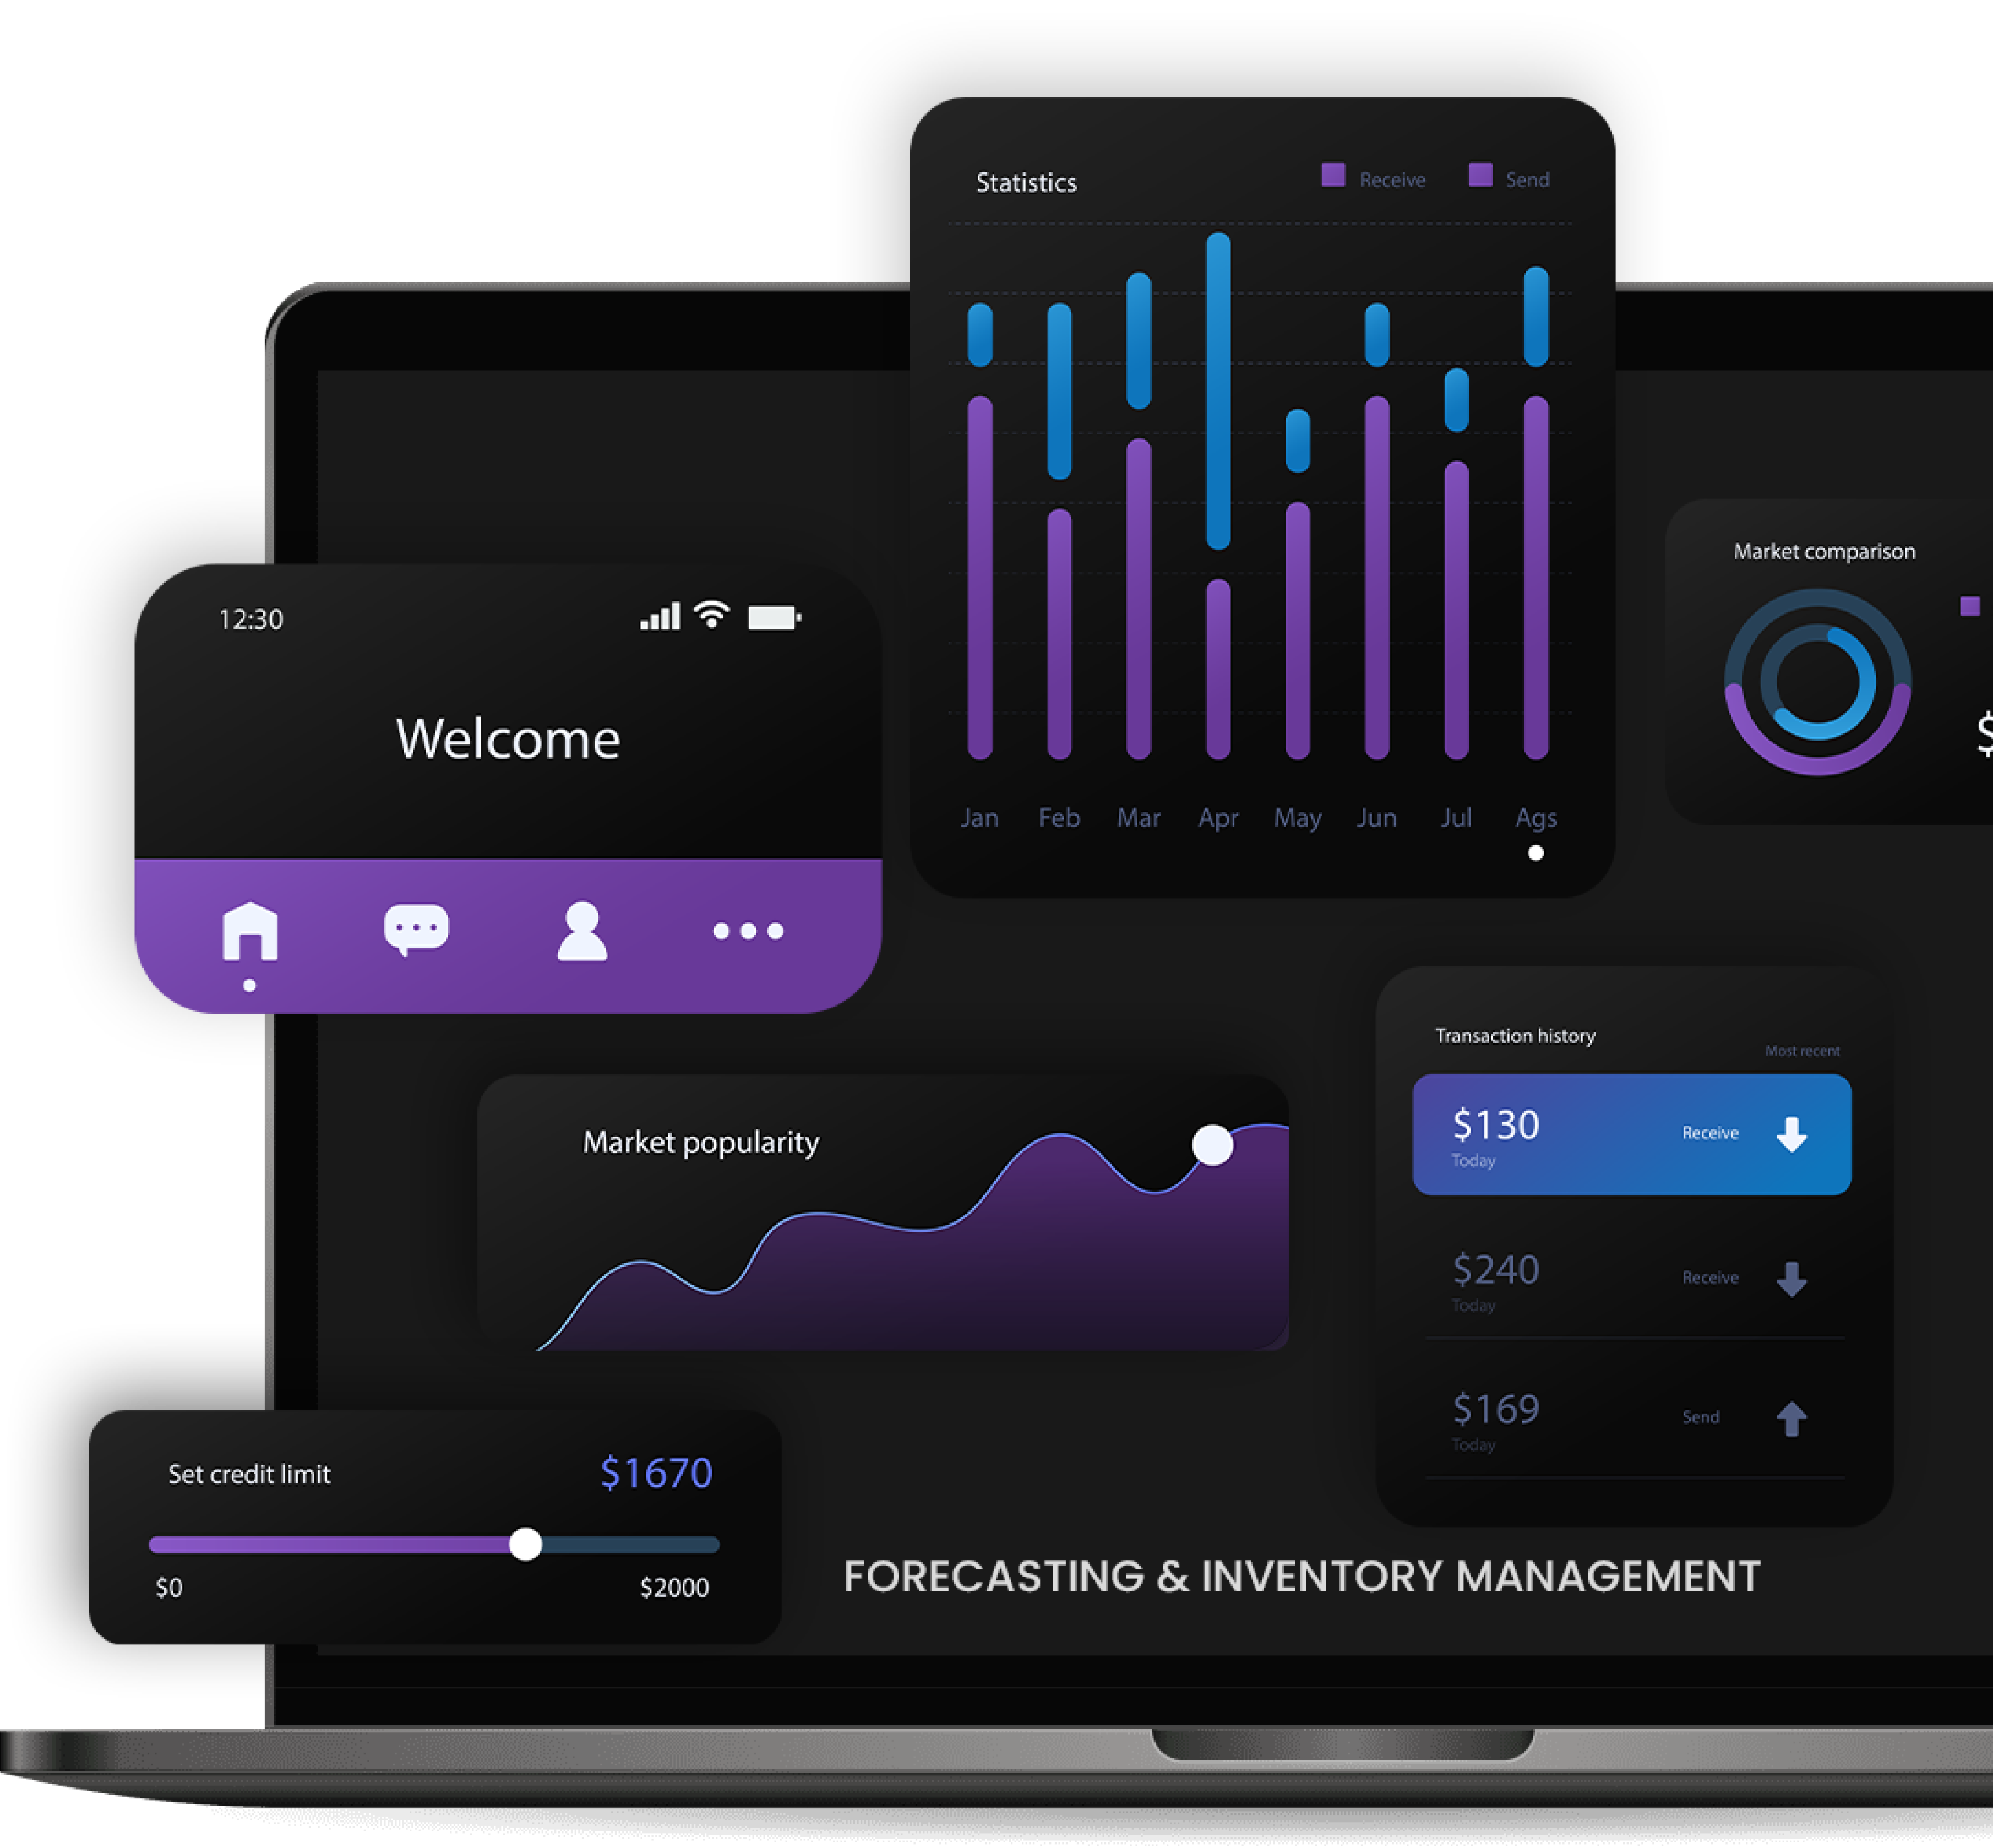 Statistics
Receive
Send
Jan Feb Mar Apr May Jun Jul Ags
Market comparison
$
12:30
Welcome
Transaction history
Most recent
$130
Today
Receive
$240
Today
Receive
$169
Today
Send
Market popularity
Set credit limit
$1670
$0
$2000
FORECASTING & INVENTORY MANAGEMENT